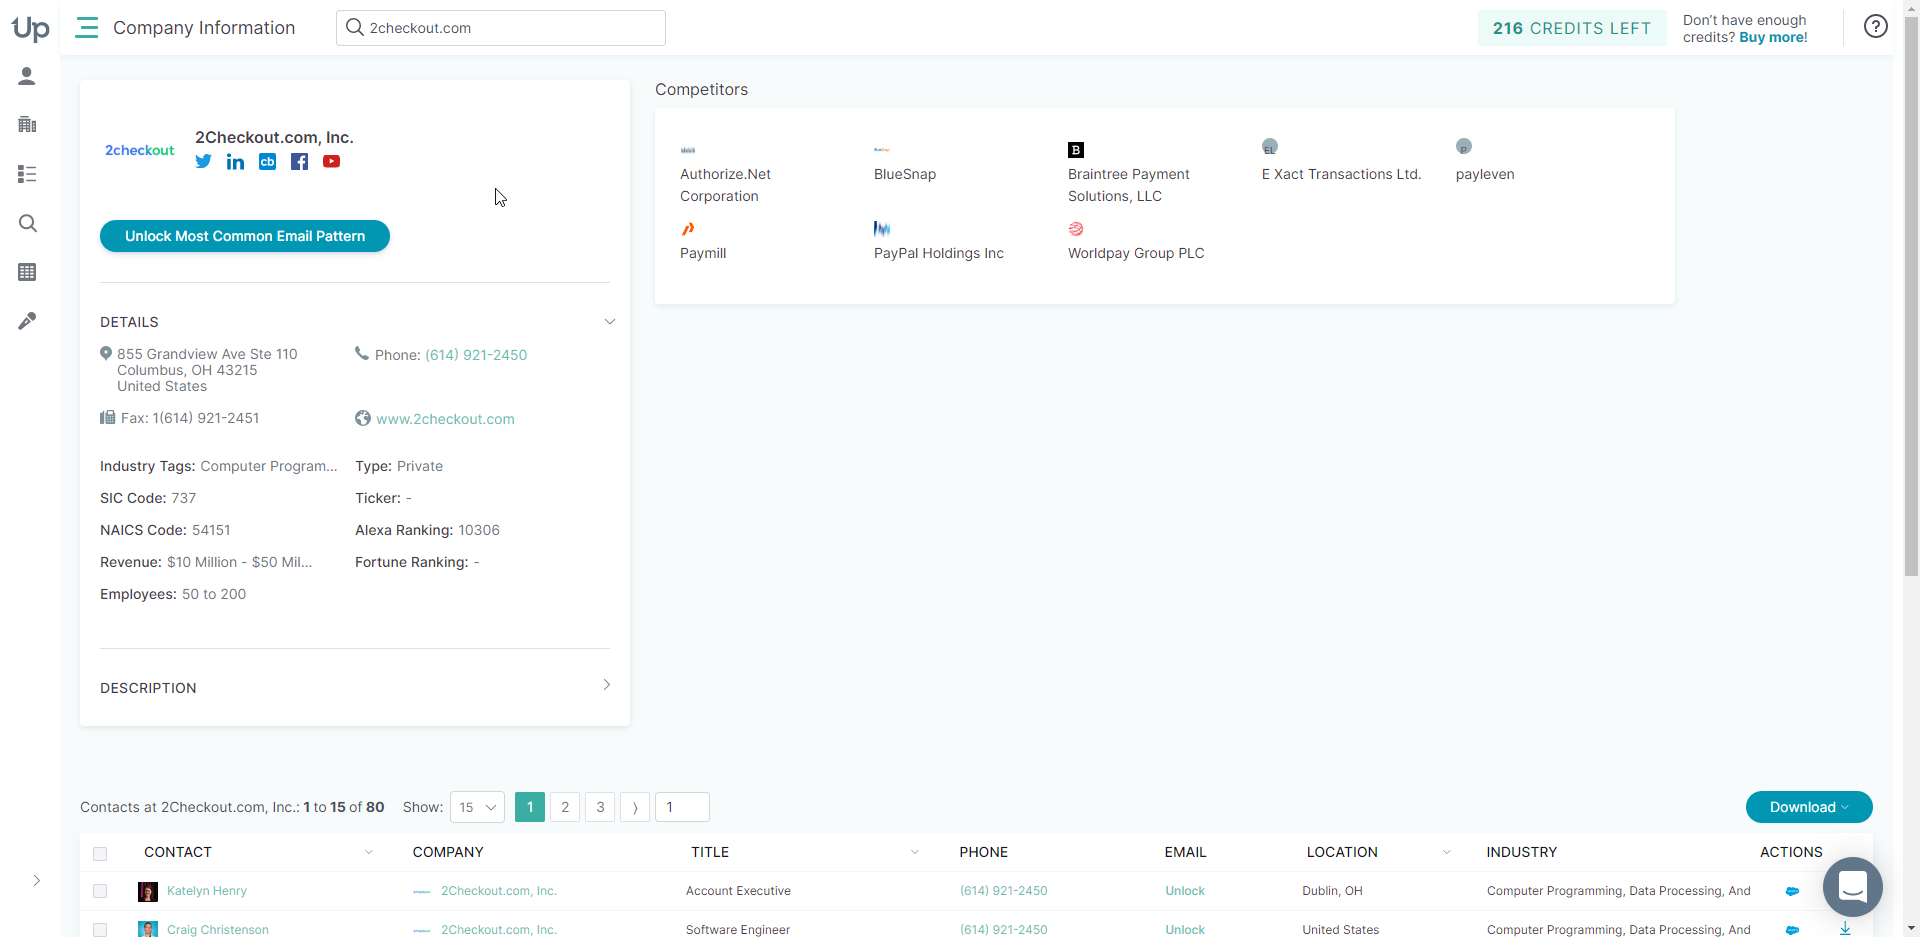 Up
Company Information
2checkout.com
216 CREDITS LEFT
Don't have enough
credits? Buy more!
2checkout
2Checkout.com, Inc.
Unlock Most Common Email Pattern
DETAILS
855 Grandview Ave Ste 110
Columbus, OH 43215
United States
Phone: (614) 921-2450
Fax: 1(614) 921-2451
www.2checkout.com
Industry Tags: Computer Program...
Type: Private
SIC Code: 737
Ticker: -
NAICS Code: 54151
Alexa Ranking: 10306
Revenue: $10 Million - $50 Mil...
Fortune Ranking: -
Employees: 50 to 200
DESCRIPTION
Competitors
Authorize.Net
Corporation
BlueSnap
B
Braintree Payment
Solutions, LLC
EL
E Xact Transactions Ltd.
P
payleven
Paymill
PayPal Holdings Inc
Worldpay Group PLC
Contacts at 2Checkout.com, Inc.: 1 to 15 of 80
Show: 15
1 2 3 ⟩ 1
Download
CONTACT COMPANY TITLE PHONE EMAIL LOCATION INDUSTRY ACTIONS
Katelyn Henry 2Checkout.com, Inc. Account Executive (614) 921-2450 Unlock Dublin, OH Computer Programming, Data Processing, And
Craig Christenson 2Checkout.com, Inc. Software Engineer (614) 921-2450 Unlock United States Computer Programming, Data Processing, And